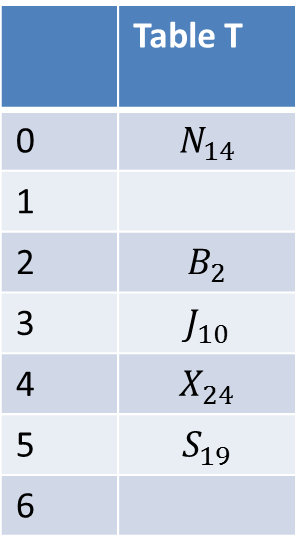 Table T
0 N₁₄
1
2 B₂
3 J₁₀
4 X₂₄
5 S₁₉
6